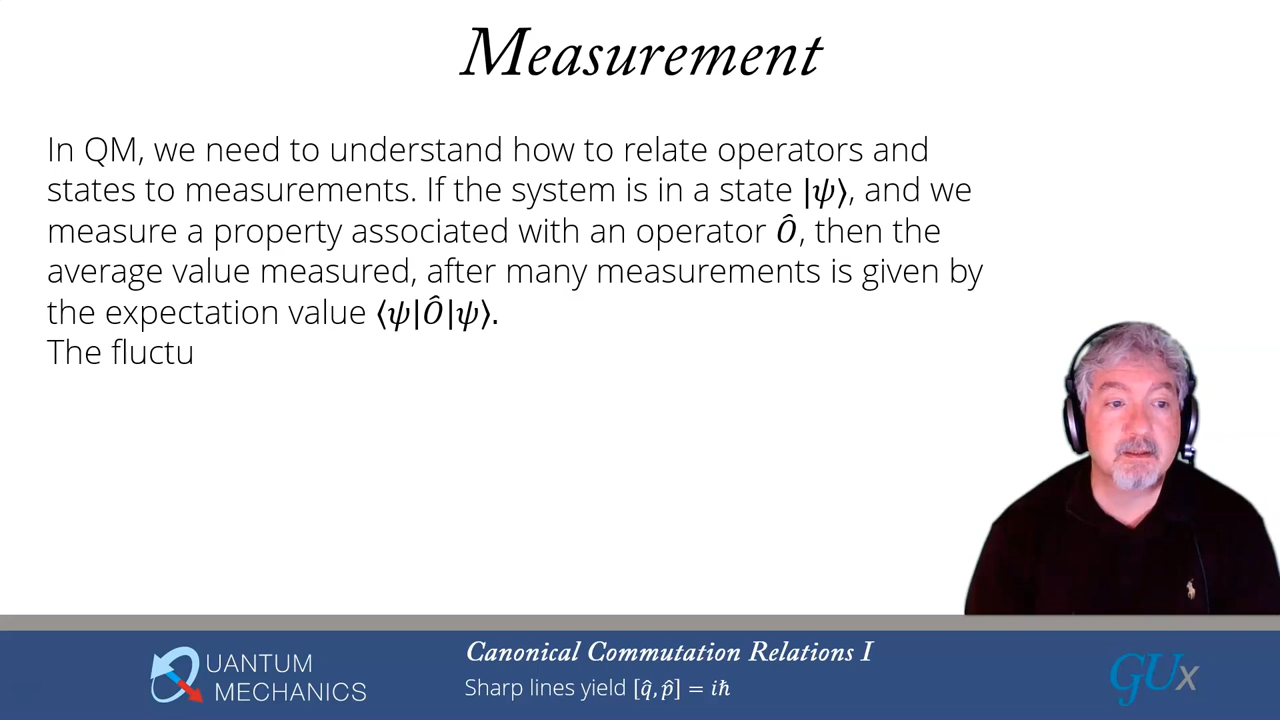 Measurement
In QM, we need to understand how to relate operators and
states to measurements. If the system is in a state |ψ⟩, and we
measure a property associated with an operator Ô, then the
average value measured, after many measurements is given by
the expectation value ⟨ψ|Ô|ψ⟩.
The fluctu
Canonical Commutation Relations I
Sharp lines yield [q̂, p̂] = iℏ
QUANTUM
MECHANICS
GUx